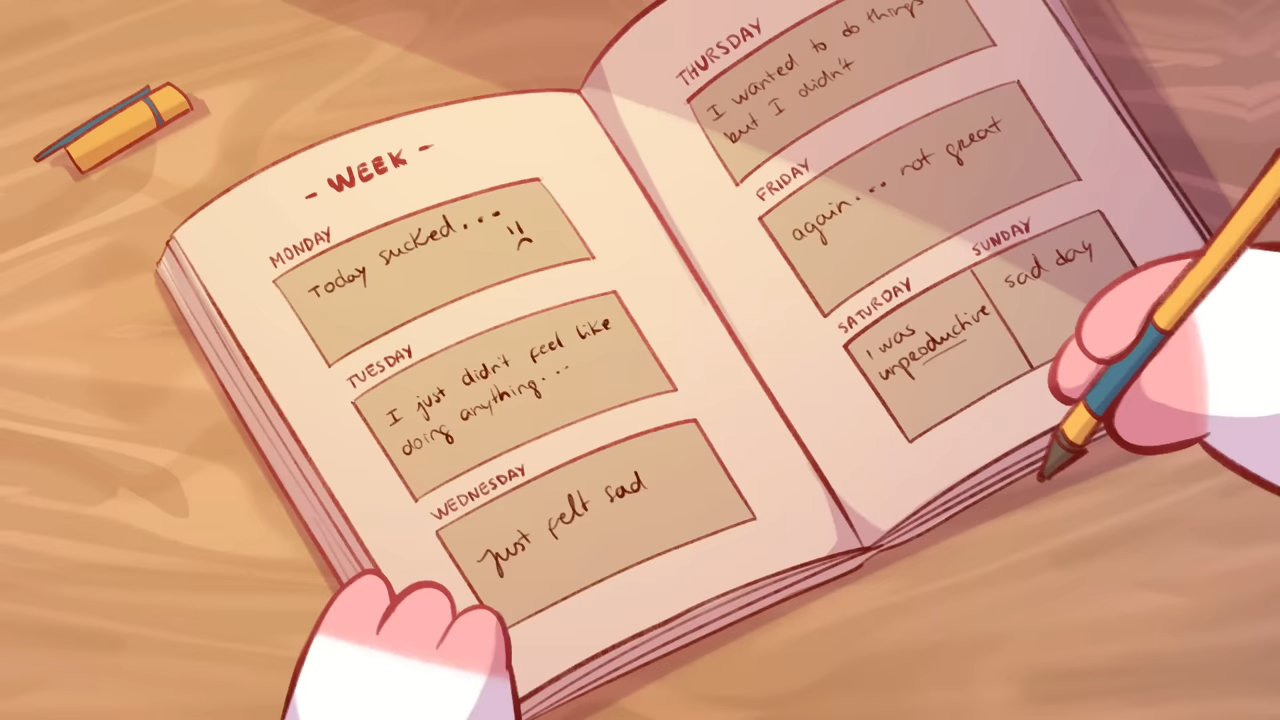 - WEEK -
MONDAY
Today sucked...
TUESDAY
I just didn't feel like
doing anything...
WEDNESDAY
Just felt sad
THURSDAY
I wanted to do things
but I didn't
FRIDAY
again... not great
SATURDAY
I was
unproductive
SUNDAY
sad day